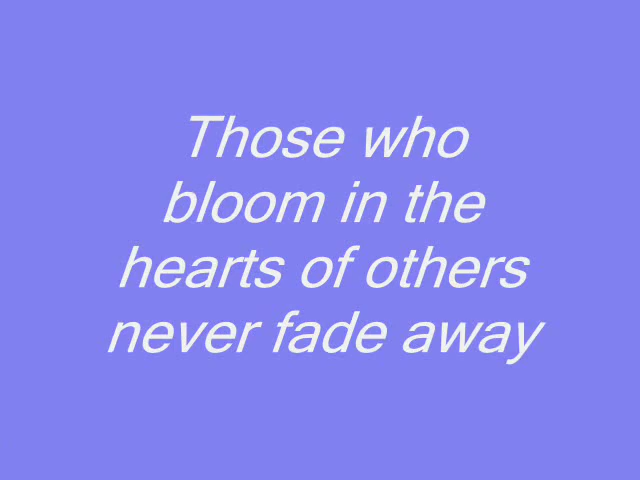 Those who
bloom in the
hearts of others
never fade away